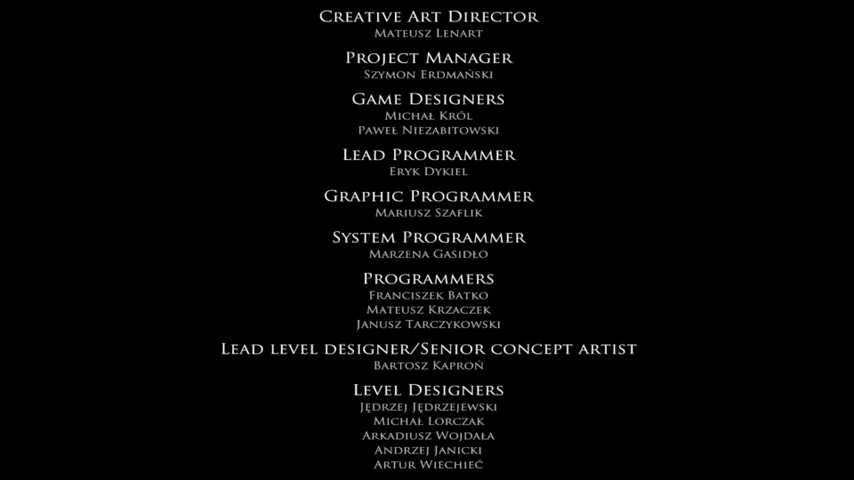 Creative Art Director
Mateusz Lenart
Project Manager
Szymon Erdmański
Game Designers
Michał Król
Paweł Niezabitowski
Lead Programmer
Eryk Dykiel
Graphic Programmer
Mariusz Szaflik
System Programmer
Marzena Gasidło
Programmers
Franciszek Batko
Mateusz Krzaczek
Janusz Tarczykowski
Lead level designer/Senior concept artist
Bartosz Kaproń
Level Designers
Jędrzej Jędrzejewski
Michał Lorczak
Arkadiusz Wojdała
Andrzej Janicki
Artur Wiechieć